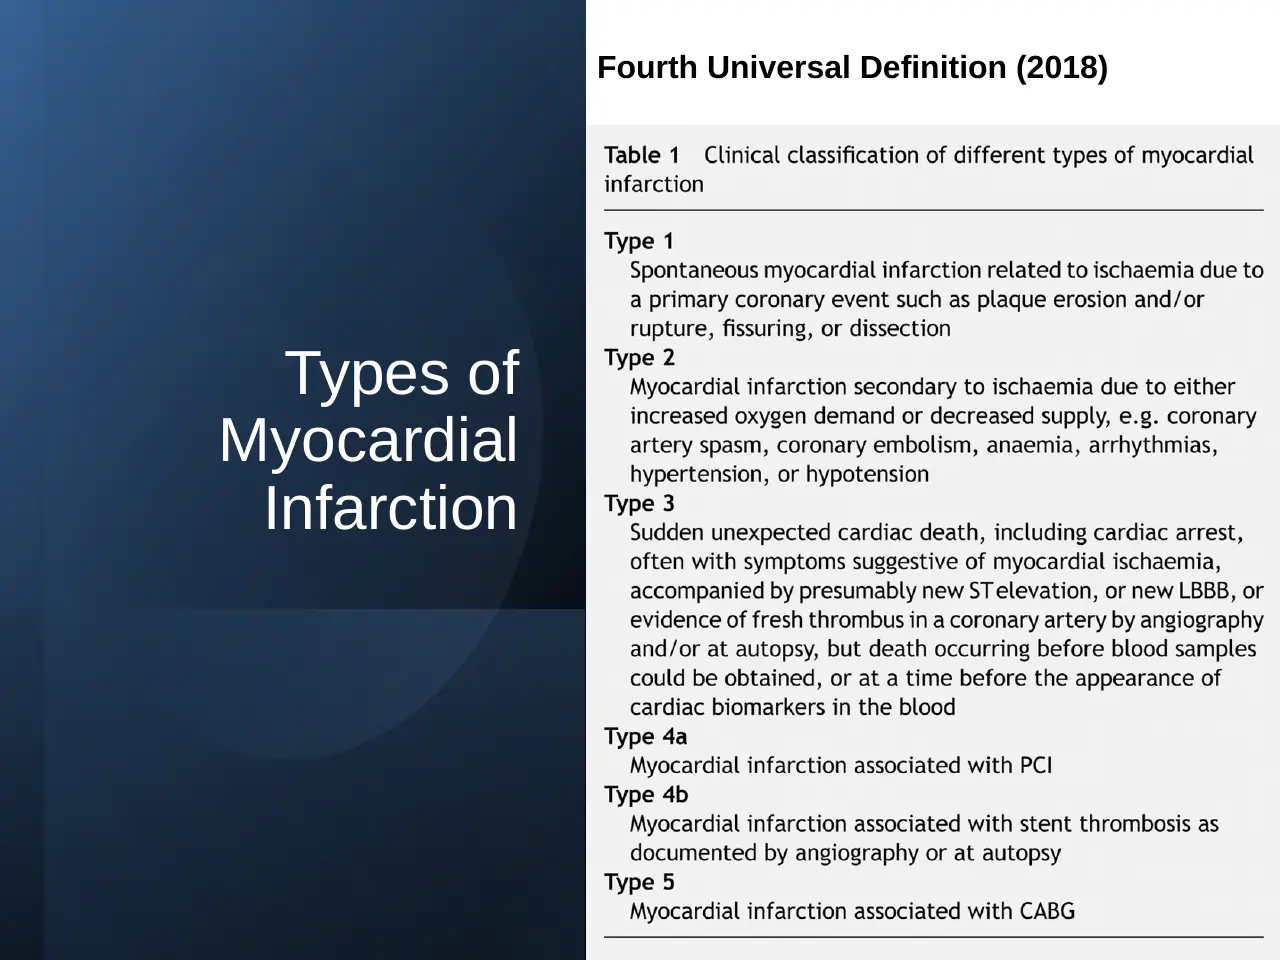 Types of
Myocardial
Infarction
Fourth Universal Definition (2018)
Table 1 Clinical classification of different types of myocardial
infarction
Type 1
Spontaneous myocardial infarction related to ischaemia due to
a primary coronary event such as plaque erosion and/or
rupture, fissuring, or dissection
Type 2
Myocardial infarction secondary to ischaemia due to either
increased oxygen demand or decreased supply, e.g. coronary
artery spasm, coronary embolism, anaemia, arrhythmias,
hypertension, or hypotension
Type 3
Sudden unexpected cardiac death, including cardiac arrest,
often with symptoms suggestive of myocardial ischaemia,
accompanied by presumably new ST elevation, or new LBBB, or
evidence of fresh thrombus in a coronary artery by angiography
and/or at autopsy, but death occurring before blood samples
could be obtained, or at a time before the appearance of
cardiac biomarkers in the blood
Type 4a
Myocardial infarction associated with PCI
Type 4b
Myocardial infarction associated with stent thrombosis as
documented by angiography or at autopsy
Type 5
Myocardial infarction associated with CABG